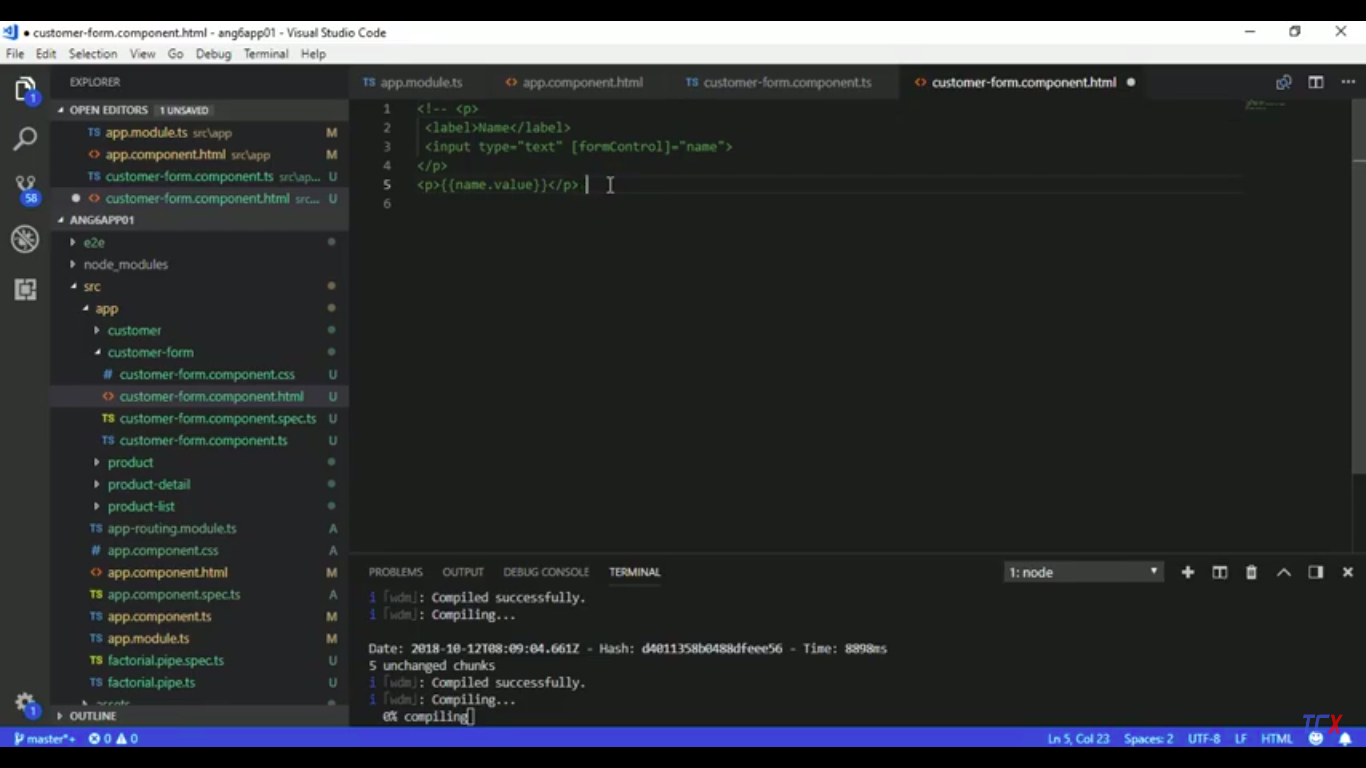 ● customer-form.component.html - ang6app01 - Visual Studio Code
File Edit Selection View Go Debug Terminal Help
EXPLORER
OPEN EDITORS 1 UNSAVED
TS app.module.ts src\app M
<> app.component.html src\app M
TS customer-form.component.ts src\ap... U
● <> customer-form.component.html src... U
ANG6APP01
e2e
node_modules
src
app
customer
customer-form
# customer-form.component.css U
<> customer-form.component.html U
TS customer-form.component.spec.ts U
TS customer-form.component.ts U
product
product-detail
product-list
TS app-routing.module.ts A
# app.component.css A
<> app.component.html M
TS app.component.spec.ts A
TS app.component.ts M
TS app.module.ts M
TS factorial.pipe.spec.ts U
TS factorial.pipe.ts U
assets
OUTLINE
1
58
1
TS app.module.ts <> app.component.html TS customer-form.component.ts <> customer-form.component.html ●
1 <!-- <p>
2 <label>Name</label>
3 <input type="text" [formControl]="name">
4 </p>
5 <p>{{name.value}}</p>
6
PROBLEMS OUTPUT DEBUG CONSOLE TERMINAL 1: node
i ｢wdm｣: Compiled successfully.
i ｢wdm｣: Compiling...
Date: 2018-10-12T08:09:04.661Z - Hash: d4011358b0488dfeee56 - Time: 8898ms
5 unchanged chunks
i ｢wdm｣: Compiled successfully.
i ｢wdm｣: Compiling...
0% compiling
TCX
master*+ 0 0 Ln 5, Col 23 Spaces: 2 UTF-8 LF HTML